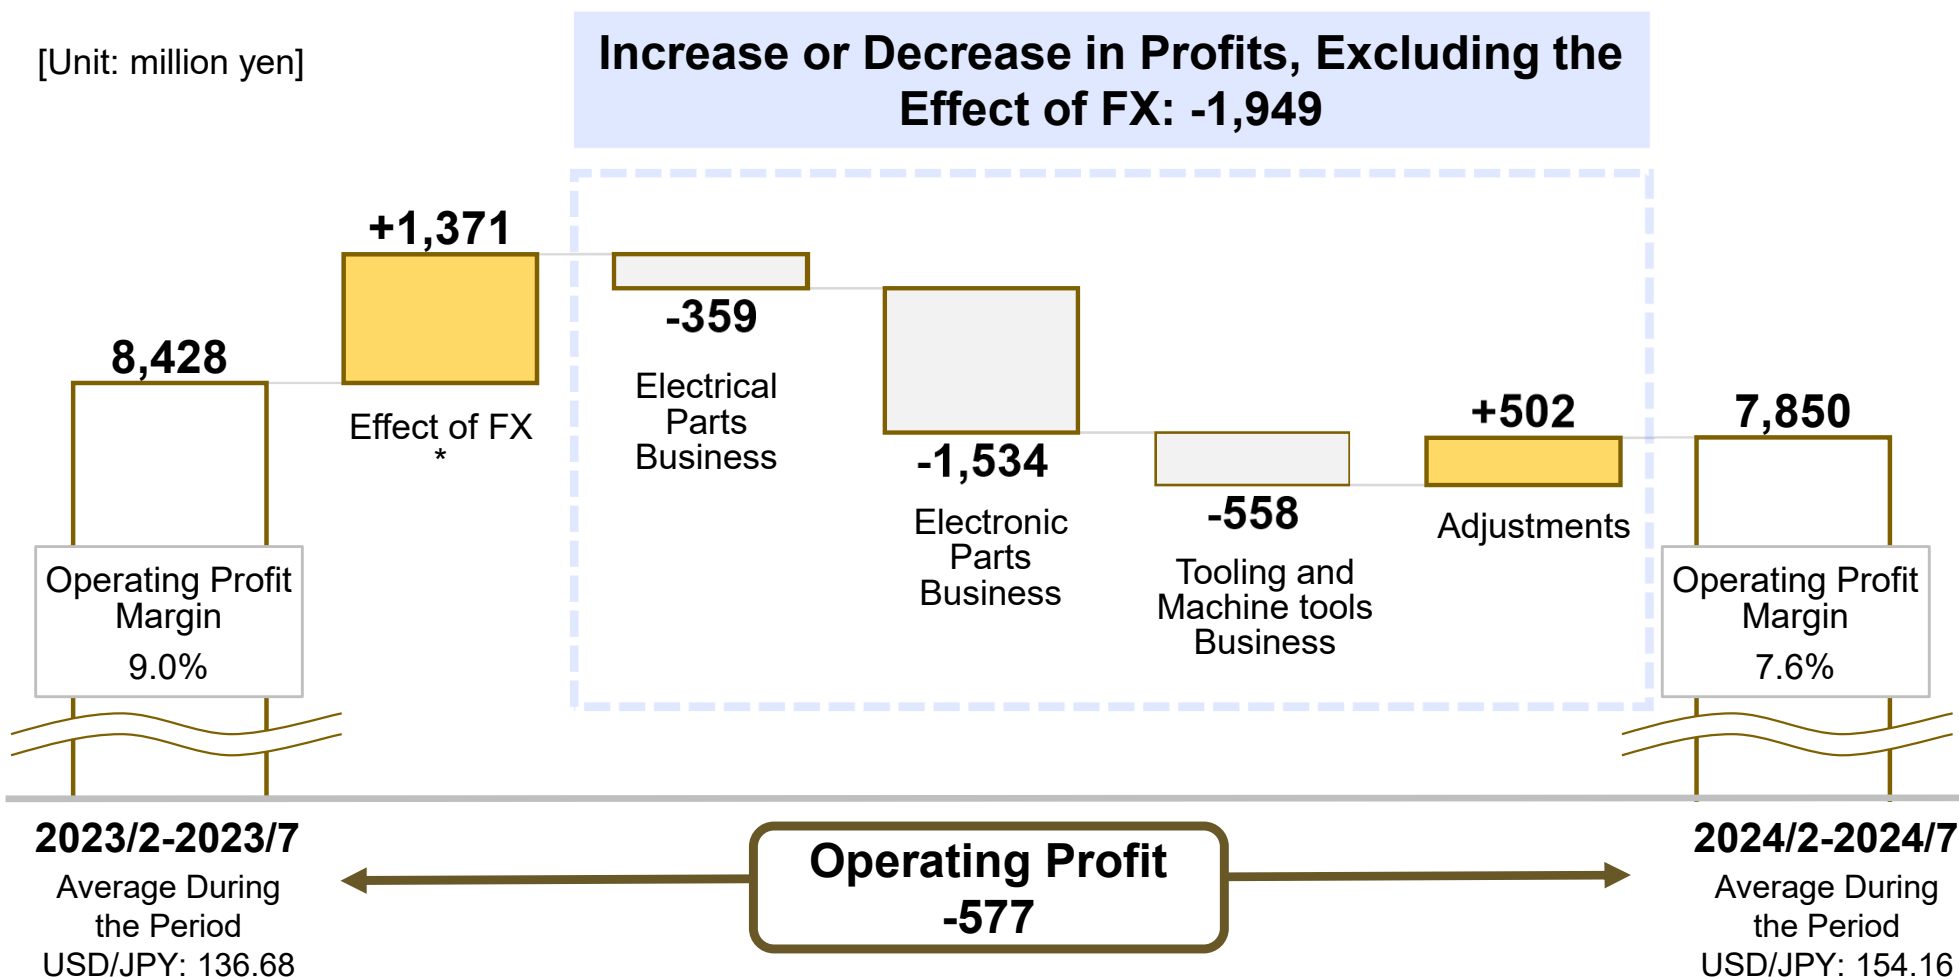 [Unit: million yen]
Increase or Decrease in Profits, Excluding the
Effect of FX: -1,949
8,428
+1,371
Effect of FX
*
-359
Electrical
Parts
Business
-1,534
Electronic
Parts
Business
-558
Tooling and
Machine tools
Business
+502
Adjustments
7,850
Operating Profit
Margin
9.0%
Operating Profit
Margin
7.6%
2023/2-2023/7
Average During
the Period
USD/JPY: 136.68
Operating Profit
-577
2024/2-2024/7
Average During
the Period
USD/JPY: 154.16